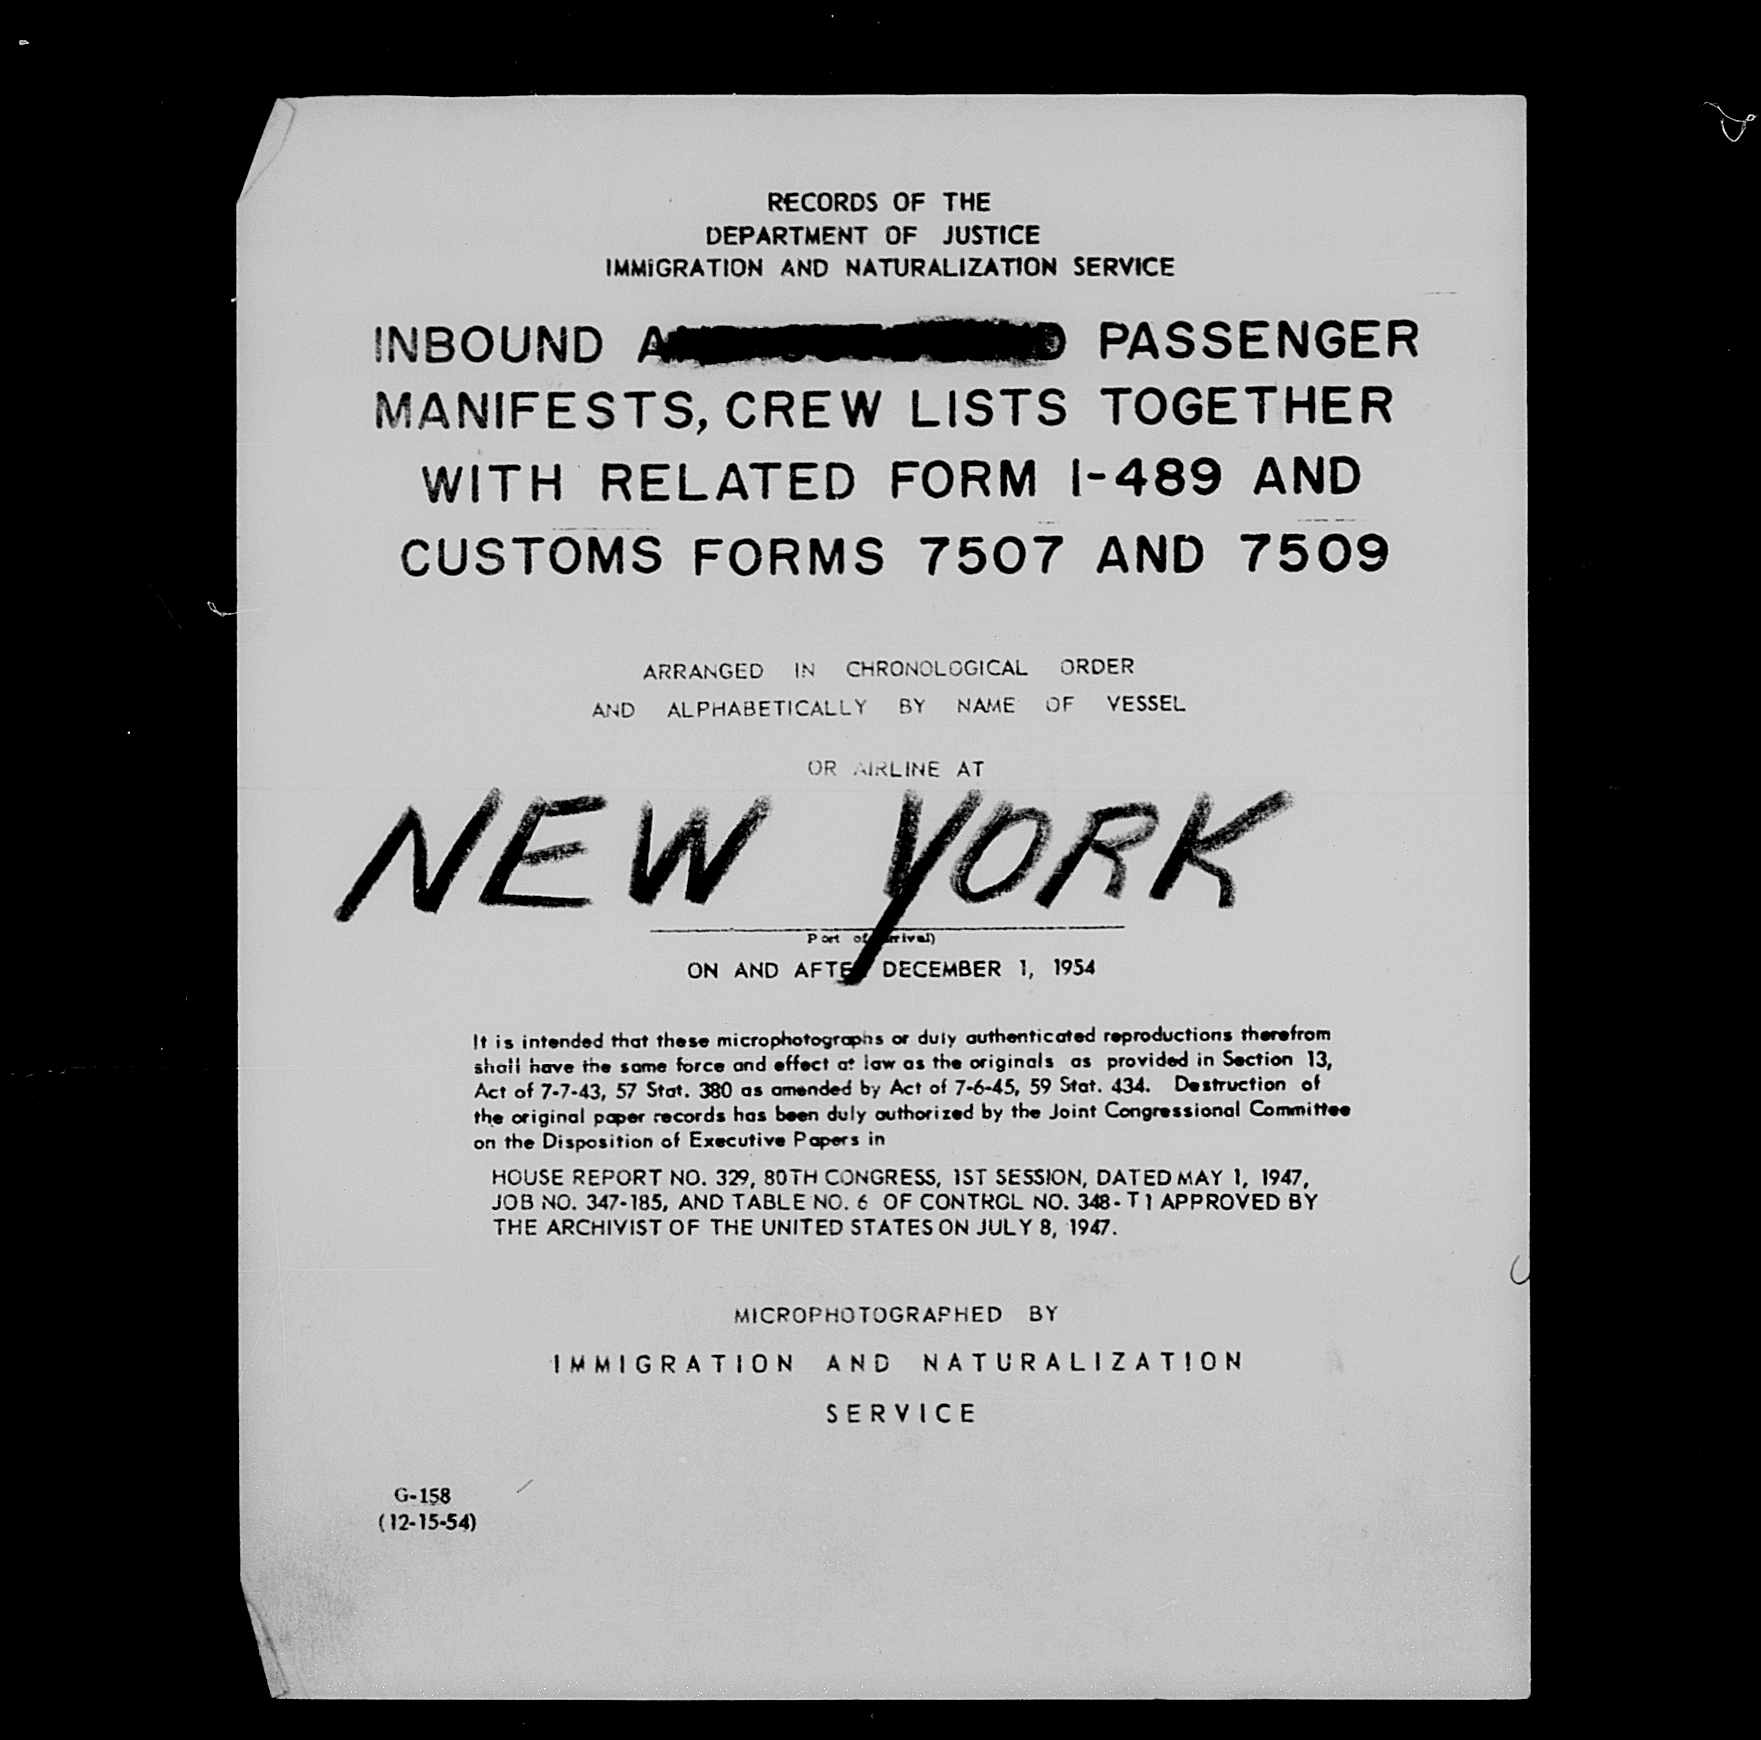 RECORDS OF THE
DEPARTMENT OF JUSTICE
IMMIGRATION AND NATURALIZATION SERVICE
INBOUND PASSENGER
MANIFESTS, CREW LISTS TOGETHER
WITH RELATED FORM I-489 AND
CUSTOMS FORMS 7507 AND 7509
ARRANGED IN CHRONOLOGICAL ORDER
AND ALPHABETICALLY BY NAME OF VESSEL
OR AIRLINE AT
NEW YORK
Port of Arrival)
ON AND AFTER DECEMBER 1, 1954
It is intended that these microphotographs or duly authenticated reproductions therefrom
shall have the same force and effect at law as the originals as provided in Section 13,
Act of 7-7-43, 57 Stat. 380 as amended by Act of 7-6-45, 59 Stat. 434. Destruction of
the original paper records has been duly authorized by the Joint Congressional Committee
on the Disposition of Executive Papers in
HOUSE REPORT NO. 329, 80TH CONGRESS, 1ST SESSION, DATED MAY 1, 1947,
JOB NO. 347-185, AND TABLE NO. 6 OF CONTROL NO. 348-T1 APPROVED BY
THE ARCHIVIST OF THE UNITED STATES ON JULY 8, 1947.
MICROPHOTOGRAPHED BY
IMMIGRATION AND NATURALIZATION
SERVICE
G-158
(12-15-54)